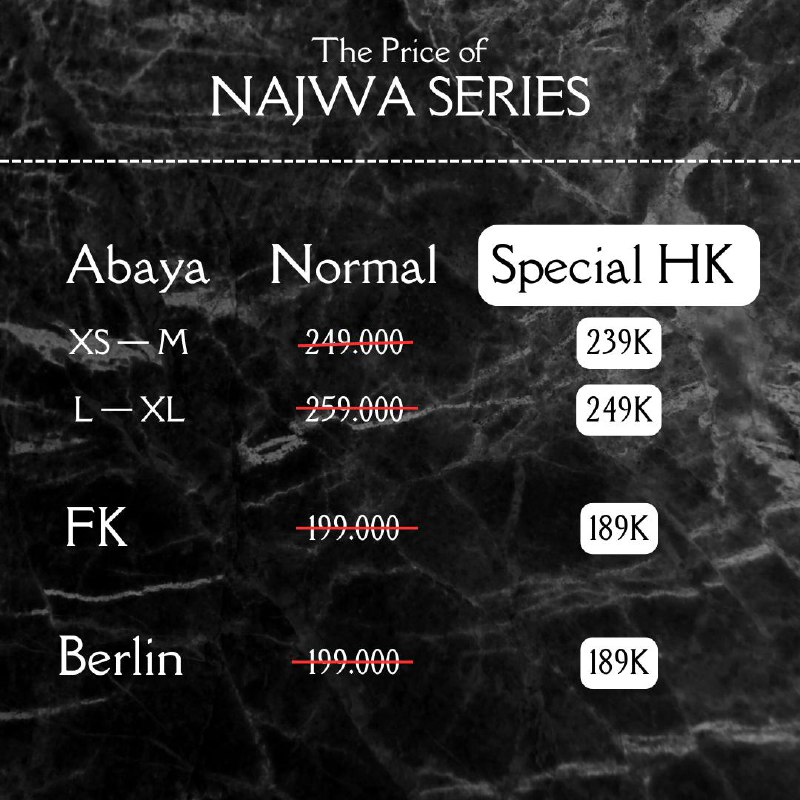 The Price of
NAJWA SERIES
Abaya Normal Special HK
XS — M 249.000 239K
L — XL 259.000 249K
FK 199.000 189K
Berlin 199.000 189K